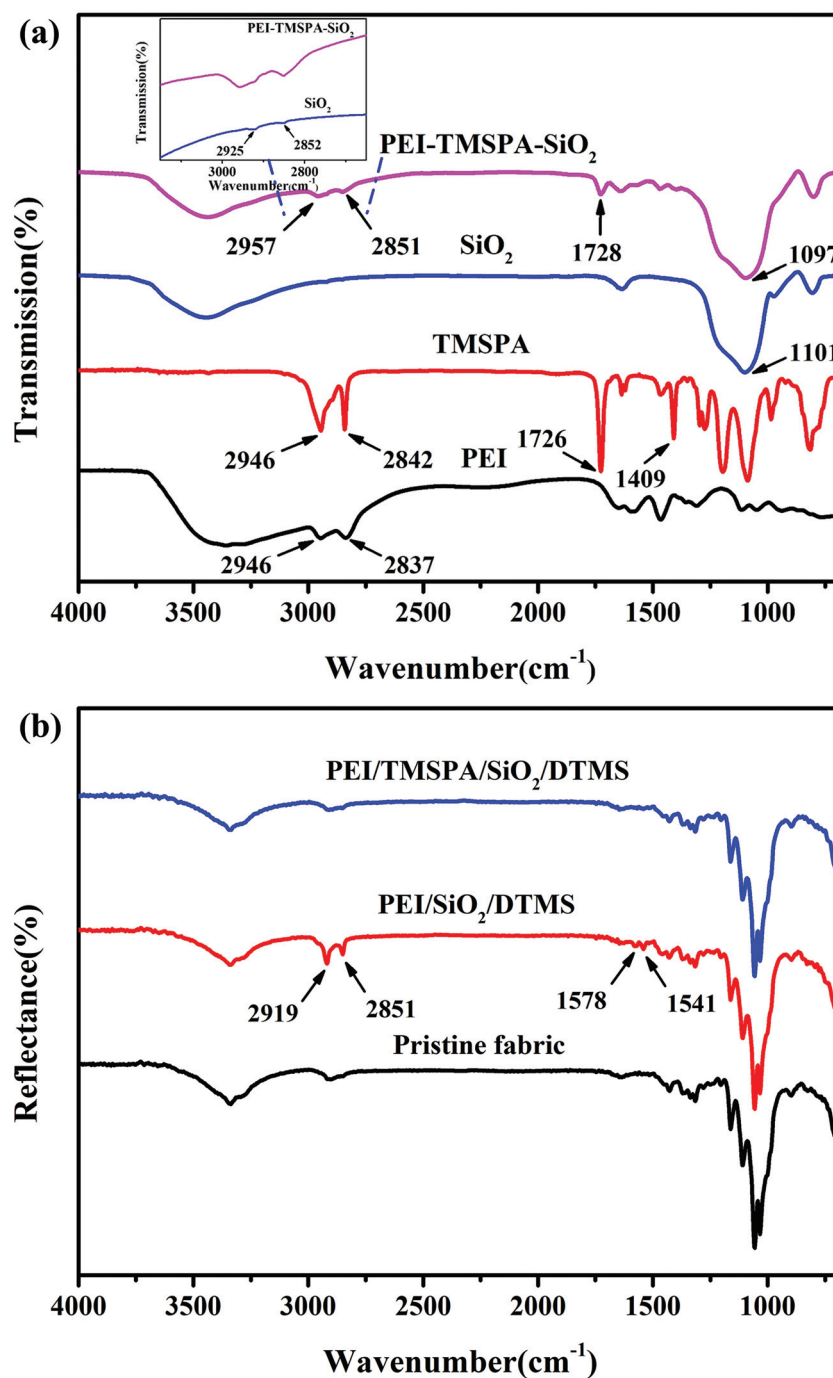 (a)
PEI-TMSPA-SiO₂
SiO₂
2925
2852
Transmission(%)
3000
2800
Wavenumber(cm⁻¹)
PEI-TMSPA-SiO₂
2957
2851
1728
1097
SiO₂
1101
TMSPA
2946
2842
1726
1409
PEI
2946
2837
Transmission(%)
4000
3500
3000
2500
2000
1500
1000
Wavenumber(cm⁻¹)
(b)
PEI/TMSPA/SiO₂/DTMS
PEI/SiO₂/DTMS
2919
2851
1578
1541
Pristine fabric
Reflectance(%)
4000
3500
3000
2500
2000
1500
1000
Wavenumber(cm⁻¹)